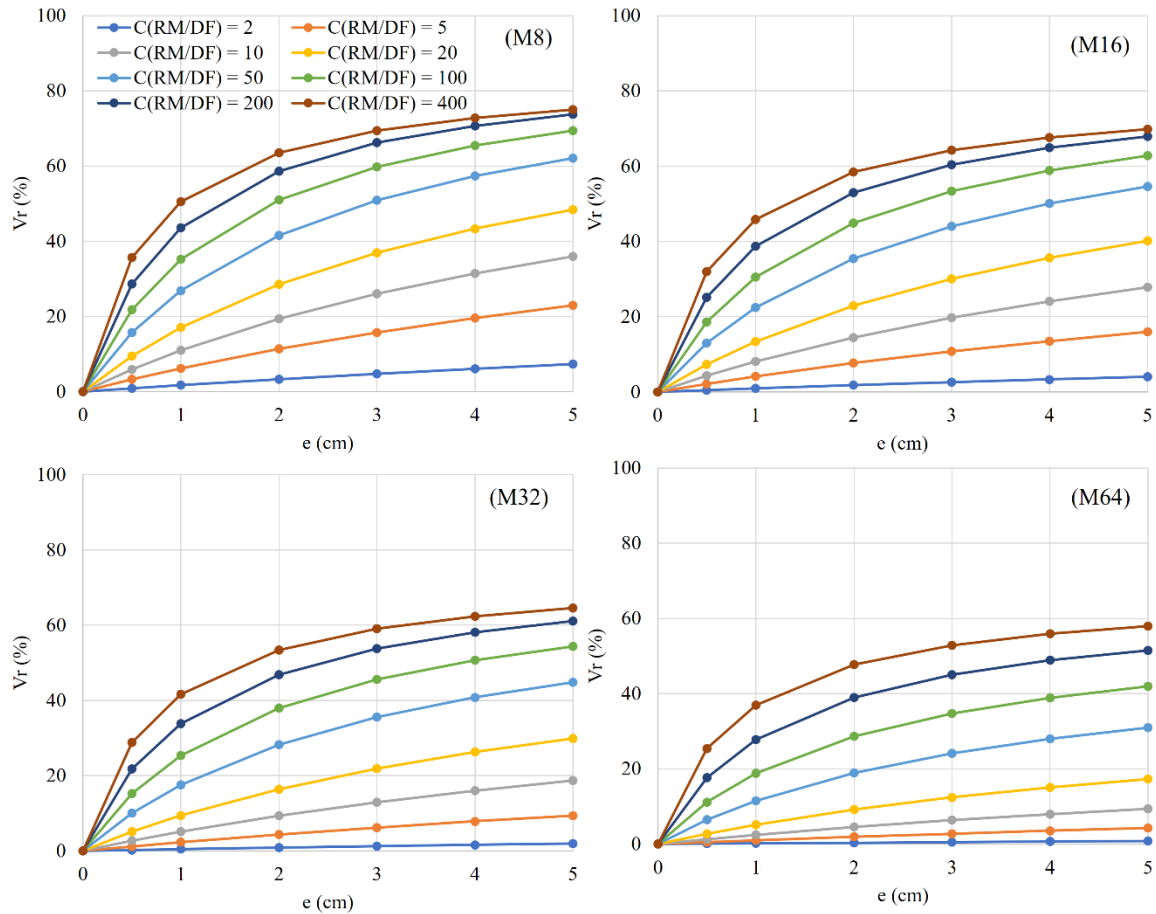 100
80
60
40
20
0
Vr (%)
C(RM/DF) = 2
C(RM/DF) = 5
C(RM/DF) = 10
C(RM/DF) = 20
C(RM/DF) = 50
C(RM/DF) = 100
C(RM/DF) = 200
C(RM/DF) = 400
(M8)
0 1 2 3 4 5
e (cm)
100
80
60
40
20
0
Vr (%)
(M16)
0 1 2 3 4 5
e (cm)
100
80
60
40
20
0
Vr (%)
(M32)
0 1 2 3 4 5
e (cm)
100
80
60
40
20
0
Vr (%)
(M64)
0 1 2 3 4 5
e (cm)